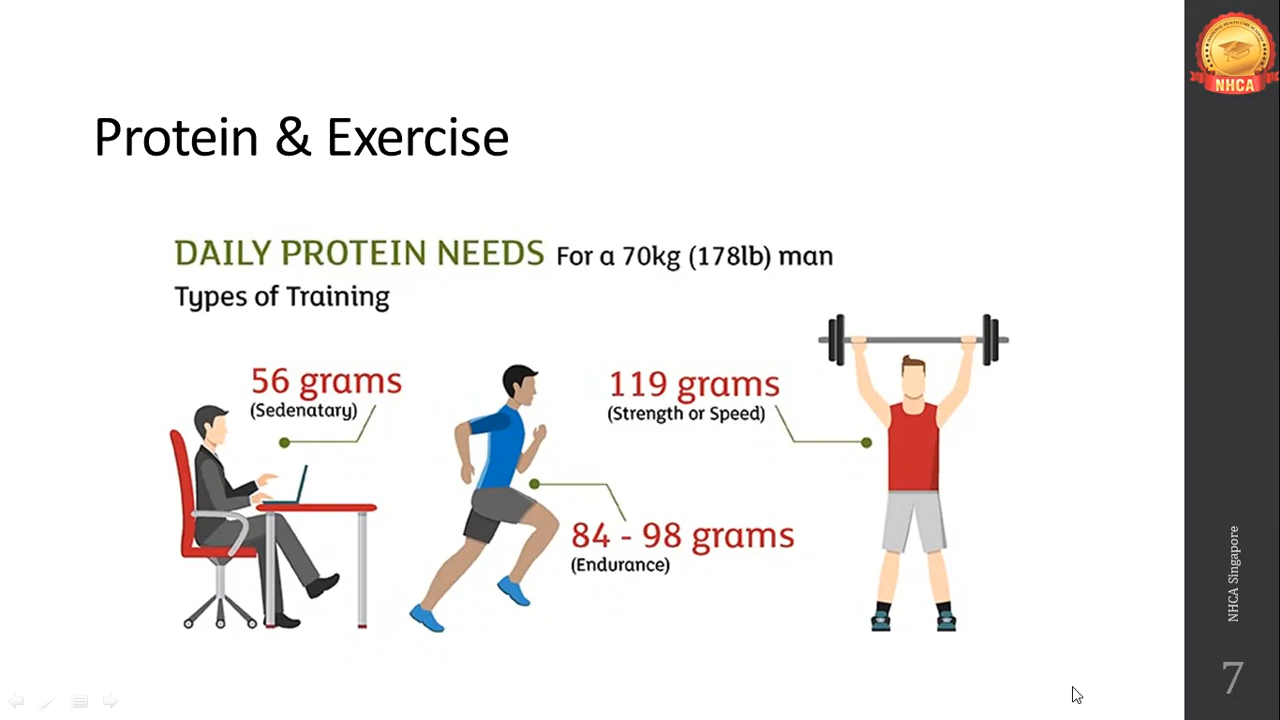 Protein & Exercise
DAILY PROTEIN NEEDS For a 70kg (178lb) man
Types of Training
56 grams
(Sedenatary)
119 grams
(Strength or Speed)
84 - 98 grams
(Endurance)
NHCA
NHCA Singapore
7